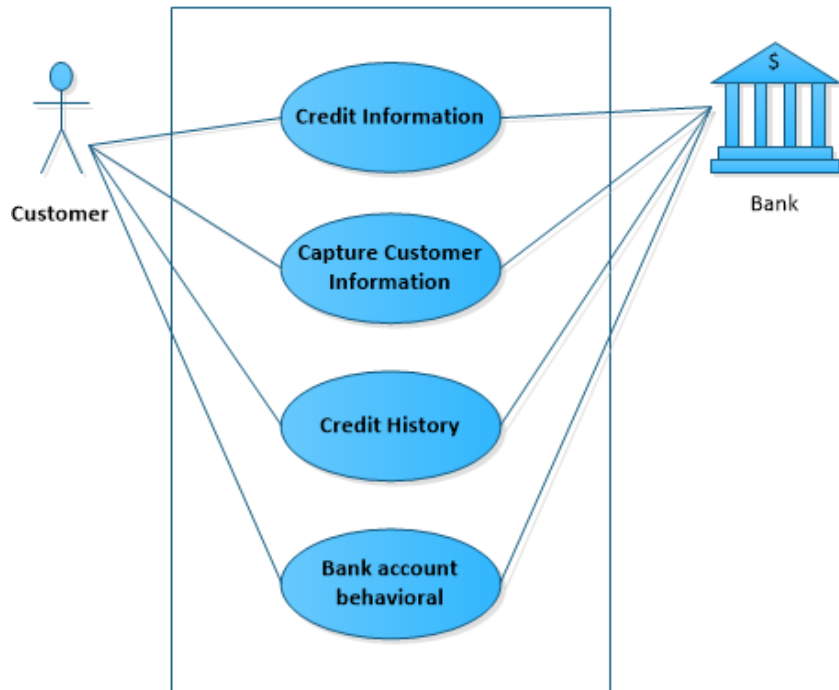 $
Credit Information
Customer
Bank
Capture Customer
Information
Credit History
Bank account
behavioral